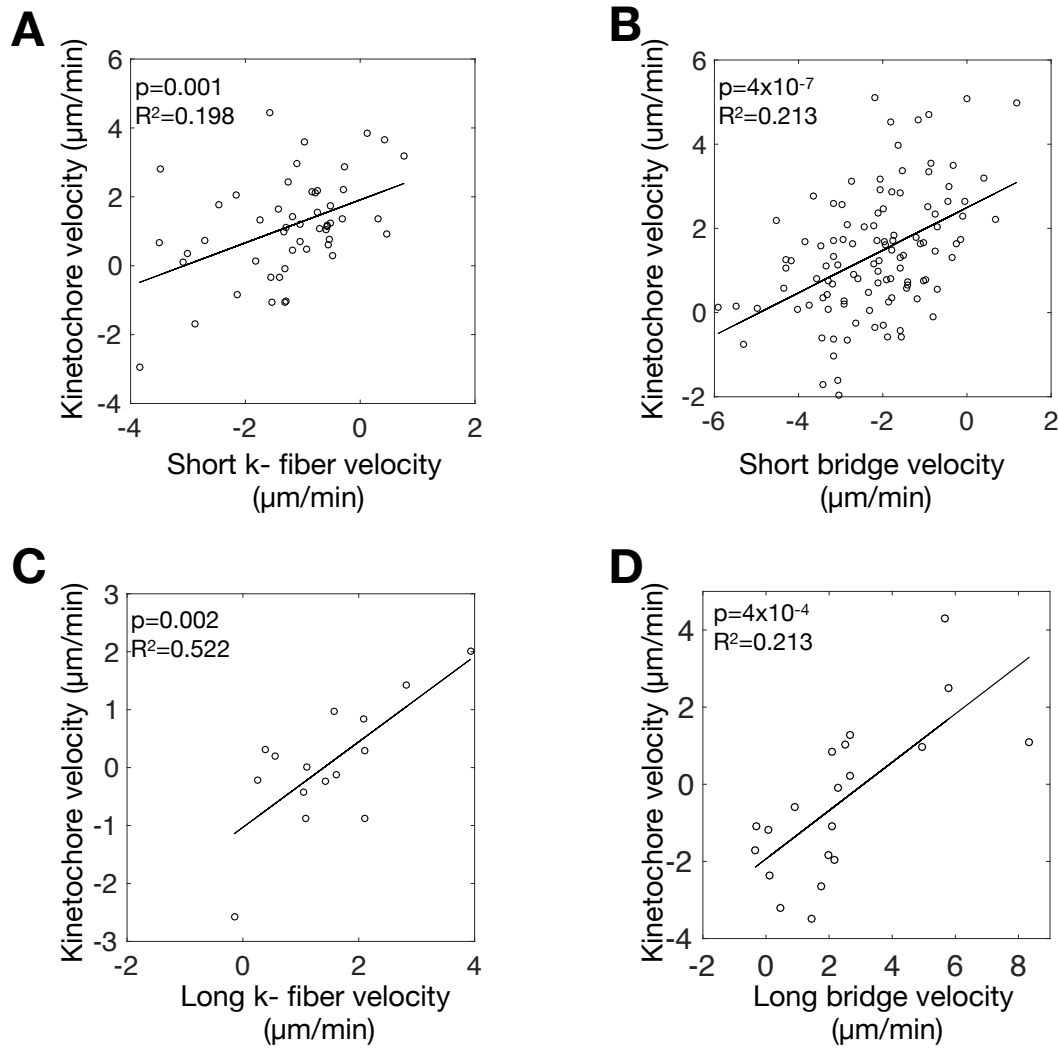 A
Kinetochore velocity (µm/min)
6
4
2
0
-2
-4
p=0.001
R²=0.198
-4
-2
0
2
Short k- fiber velocity
(µm/min)
B
Kinetochore velocity (um/min)
6
4
2
0
-2
p=4x10⁻⁷
R²=0.213
-6
-4
-2
0
2
Short bridge velocity
(µm/min)
C
Kinetochore velocity (µm/min)
3
2
1
0
-1
-2
-3
p=0.002
R²=0.522
-2
0
2
4
Long k- fiber velocity
(µm/min)
D
Kinetochore velocity (µm/min)
4
2
0
-2
-4
p=4x10⁻⁴
R²=0.213
-2
0
2
4
6
8
Long bridge velocity
(µm/min)